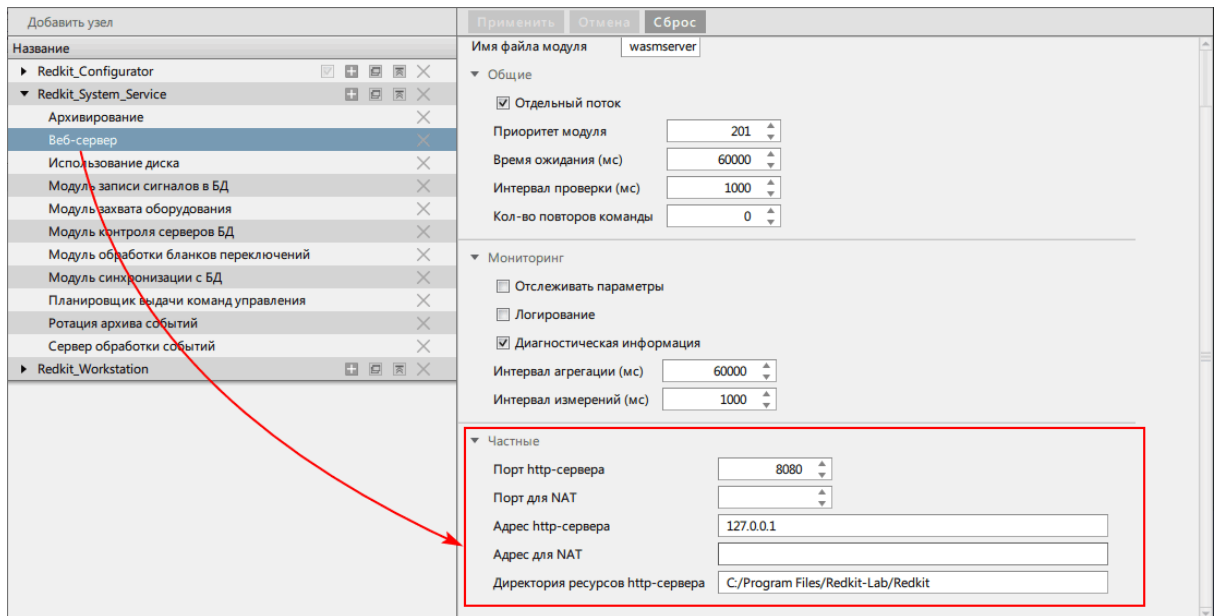 Добавить узел
Название
Redkit_Configurator
Redkit_System_Service
Архивирование
Веб-сервер
Использование диска
Модуль записи сигналов в БД
Модуль захвата оборудования
Модуль контроля серверов БД
Модуль обработки бланков переключений
Модуль синхронизации с БД
Планировщик выдачи команд управления
Ротация архива событий
Сервер обработки событий
Redkit_Workstation
Применить Отмена Сброс
Имя файла модуля wasmserver
Общие
Отдельный поток
Приоритет модуля 201
Время ожидания (мс) 60000
Интервал проверки (мс) 1000
Кол-во повторов команды 0
Мониторинг
Отслеживать параметры
Логирование
Диагностическая информация
Интервал агрегации (мс) 60000
Интервал измерений (мс) 1000
Частные
Порт http-сервера 8080
Порт для NAT
Адрес http-сервера 127.0.0.1
Адрес для NAT
Директория ресурсов http-сервера C:/Program Files/Redkit-Lab/Redkit